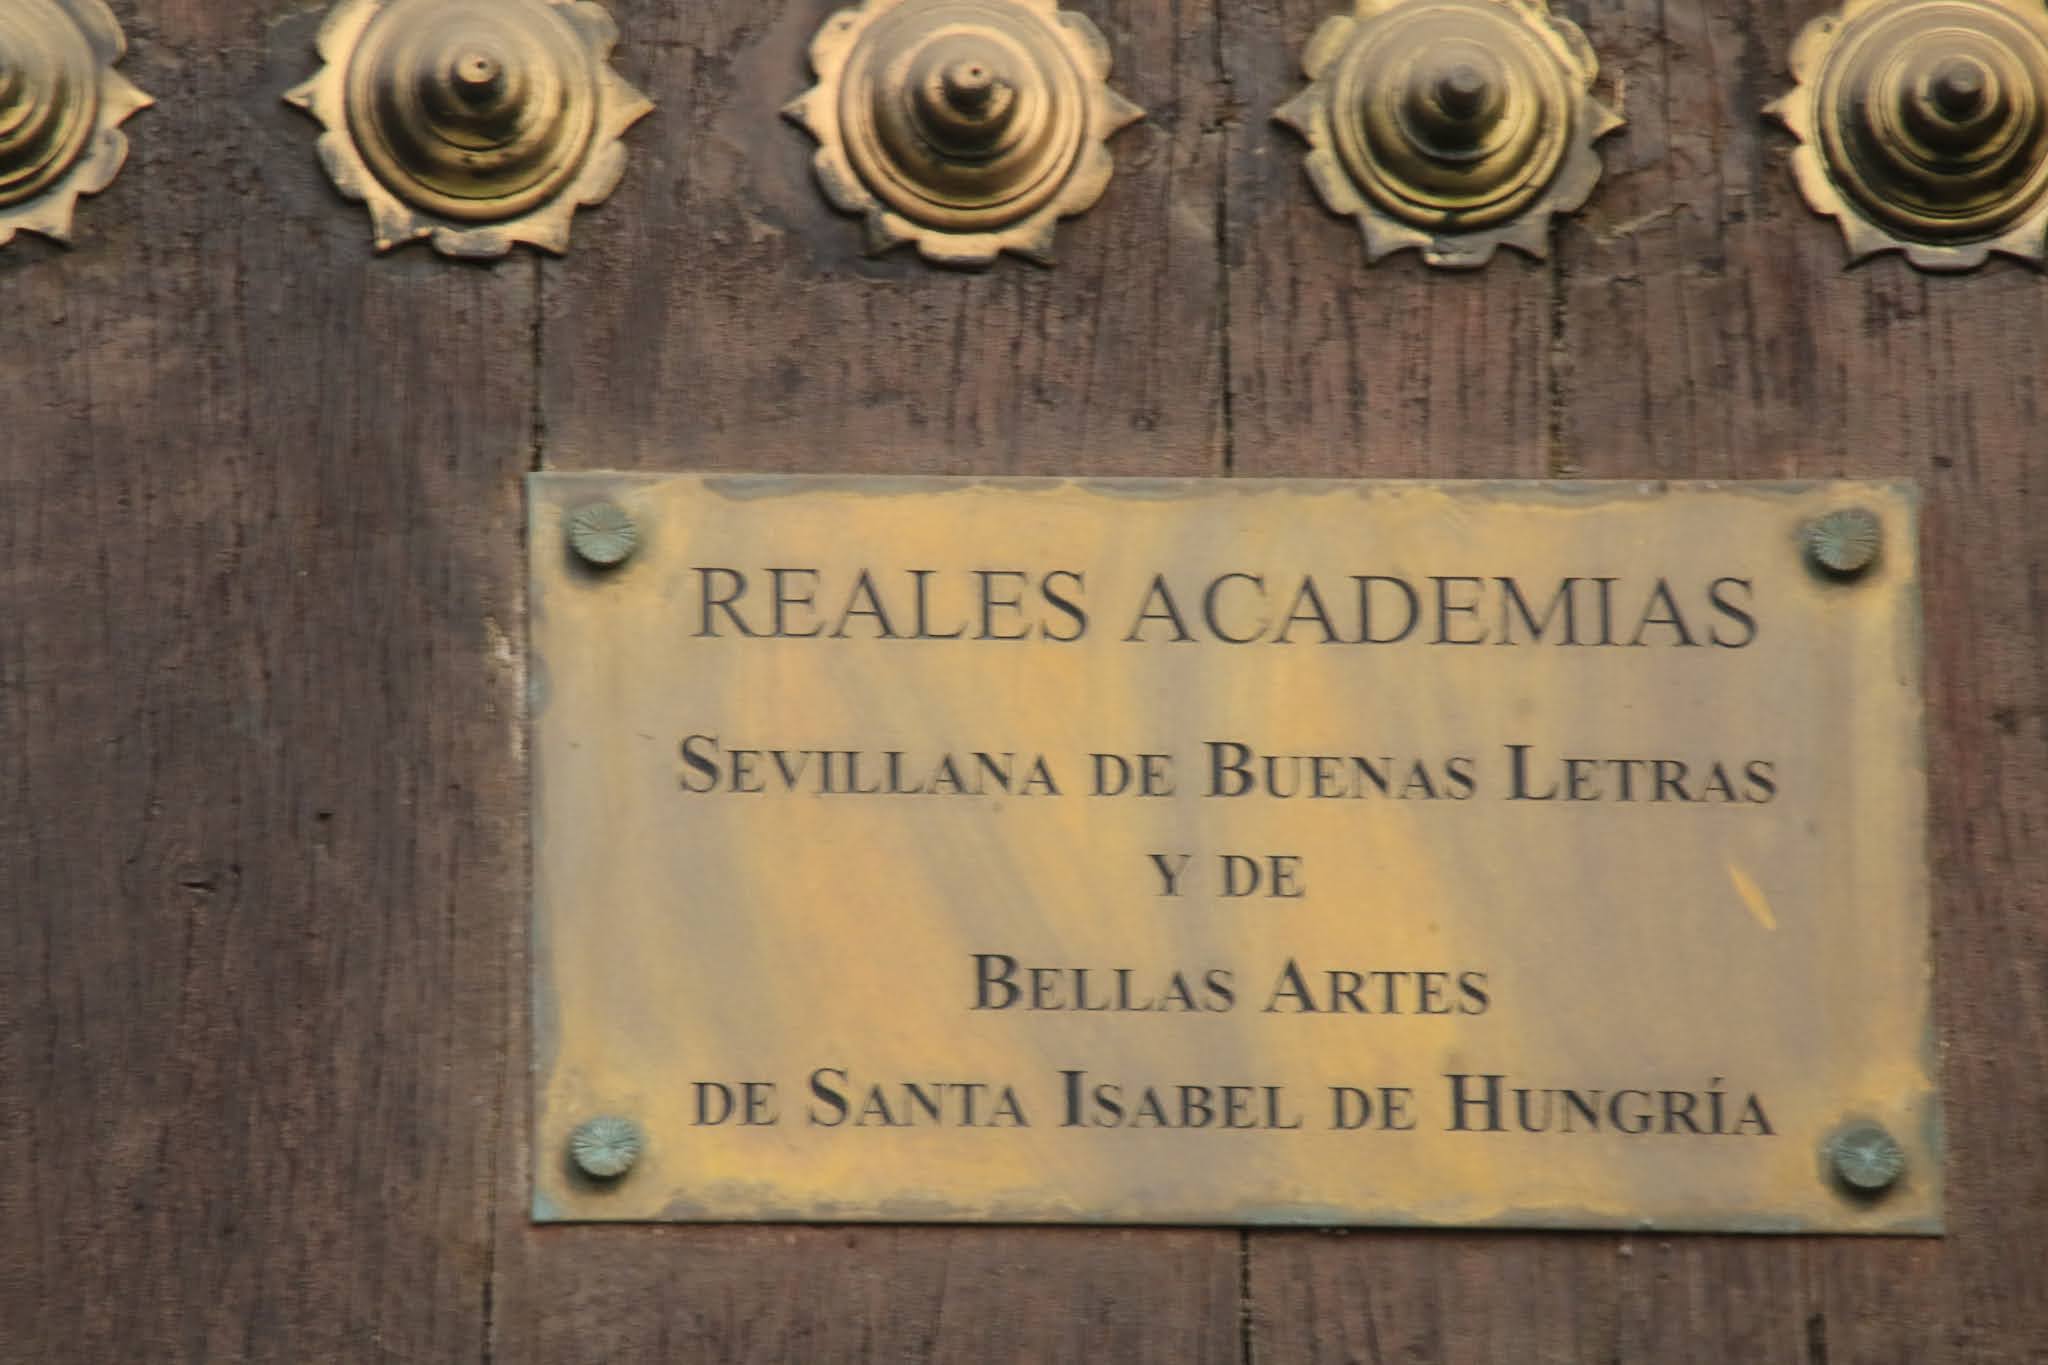 REALES ACADEMIAS
SEVILLANA DE BUENAS LETRAS
Y DE
BELLAS ARTES
DE SANTA ISABEL DE HUNGRÍA